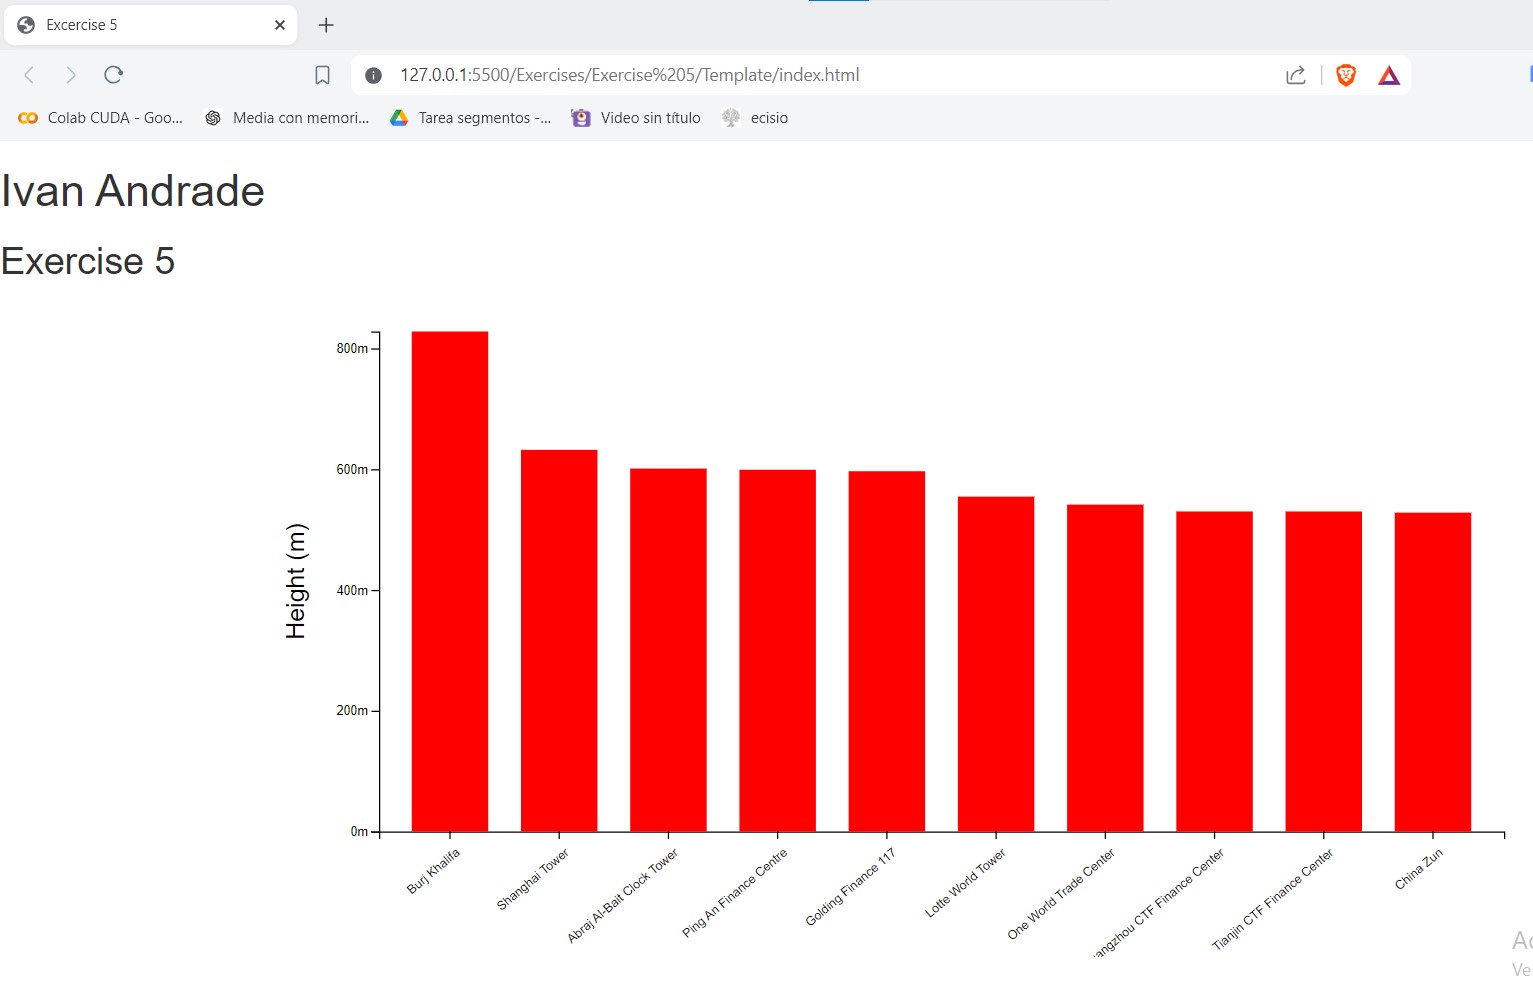 Excercise 5
127.0.0.1:5500/Exercises/Exercise%205/Template/index.html
Colab CUDA - Goo... Media con memori... Tarea segmentos -... Video sin título ecisio
Ivan Andrade
Exercise 5
800m
600m
400m
200m
0m
Height (m)
Burj Khalifa
Shanghai Tower
Abraj Al-Bait Clock Tower
Ping An Finance Centre
Golding Finance 117
Lotte World Tower
One World Trade Center
angzhou CTF Finance Center
Tianjin CTF Finance Center
China Zun
Ve